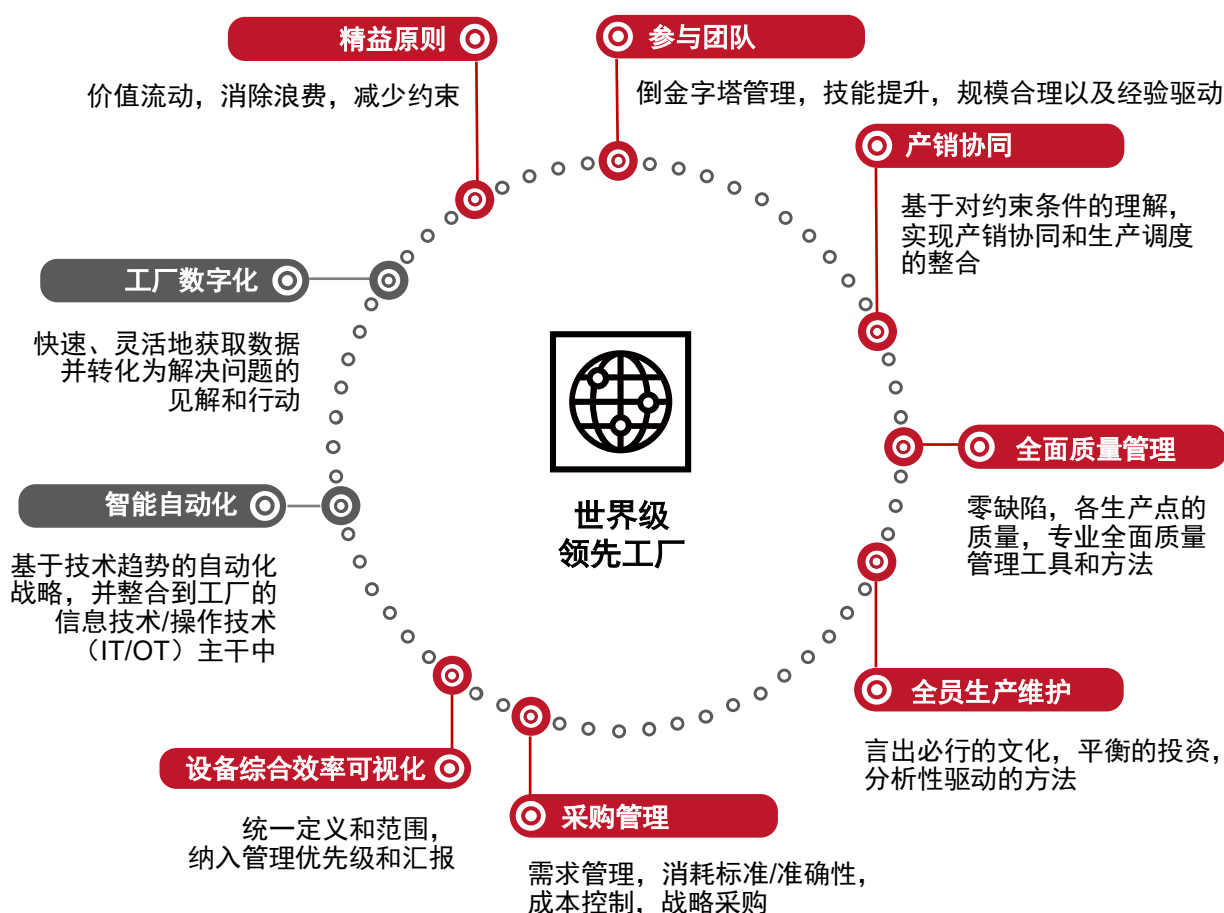 精益原则
价值流动，消除浪费，减少约束
参与团队
倒金字塔管理，技能提升，规模合理以及经验驱动
产销协同
基于对约束条件的理解，
实现产销协同和生产调度
的整合
工厂数字化
快速、灵活地获取数据
并转化为解决问题的
见解和行动
世界级
领先工厂
全面质量管理
零缺陷，各生产点的
质量，专业全面质量
管理工具和方法
智能自动化
基于技术趋势的自动化
战略，并整合到工厂的
信息技术/操作技术
（IT/OT）主干中
全员生产维护
言出必行的文化，平衡的投资，
分析性驱动的方法
设备综合效率可视化
统一定义和范围，
纳入管理优先级和汇报
采购管理
需求管理，消耗标准/准确性，
成本控制，战略采购